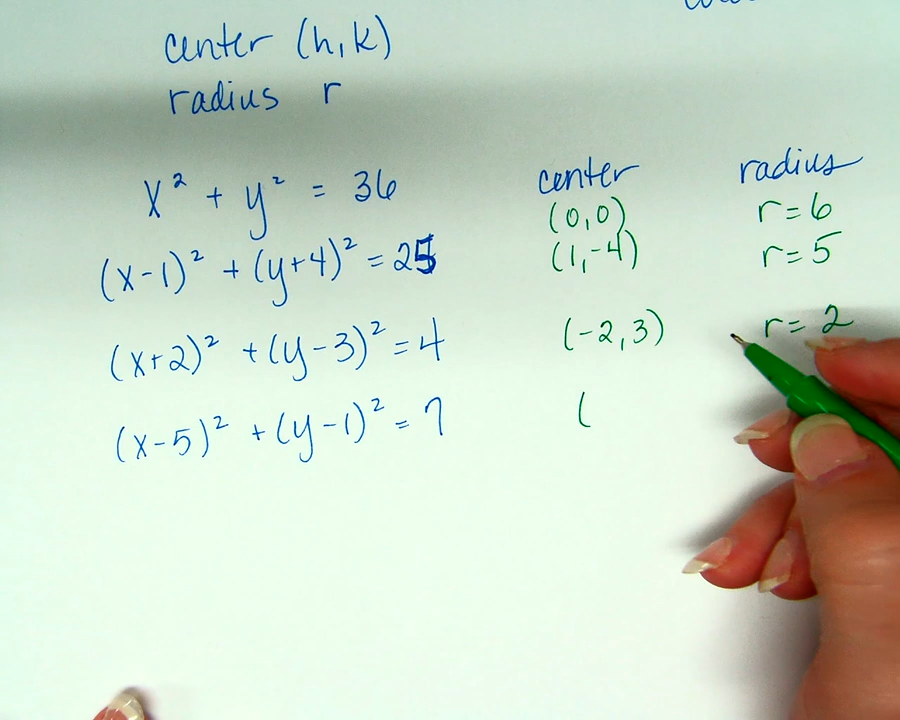 center (h,k)
radius r
center radius
x² + y² = 36 (0,0) r=6
(x-1)² + (y+4)² = 25 (1,-4) r=5
(x+2)² + (y-3)² = 4 (-2,3) r=2
(x-5)² + (y-1)² = 7 (